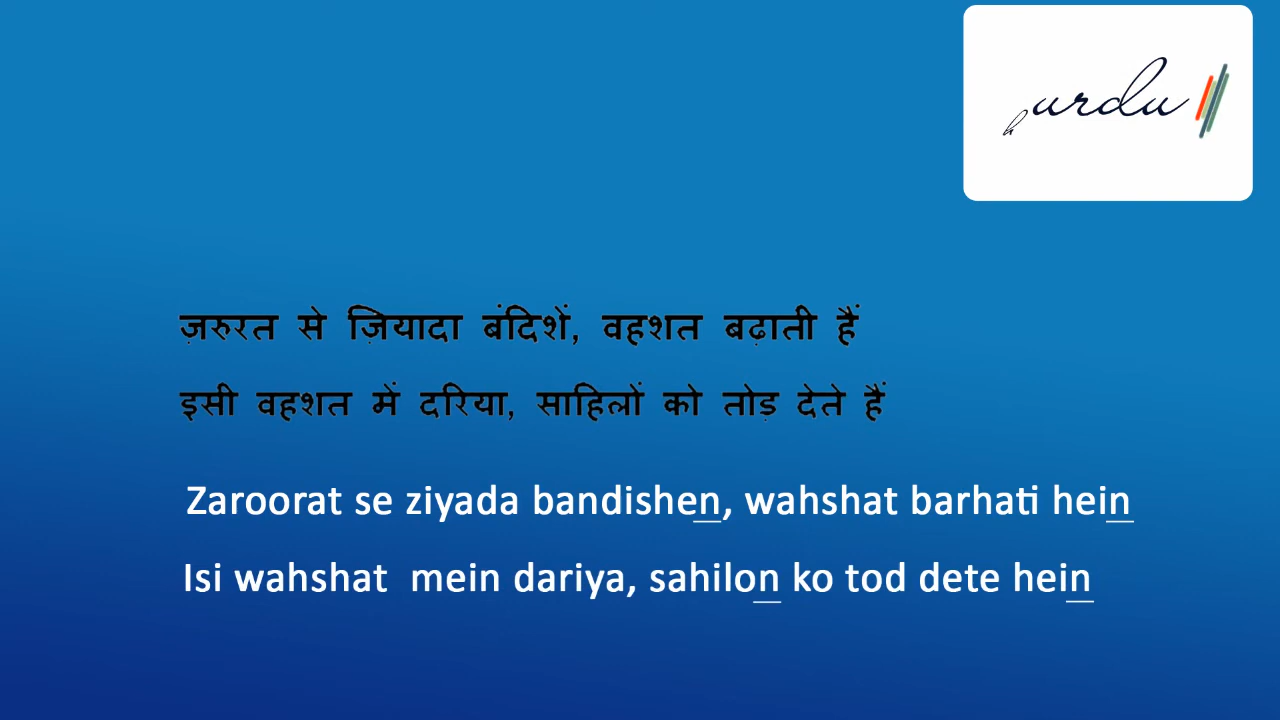 hurdu
ज़रुरत से ज़ियादा बंदिशें, वहशत बढ़ाती हैं
इसी वहशत में दरिया, साहिलों को तोड़ देते हैं
Zaroorat se ziyada bandishen, wahshat barhati hein
Isi wahshat mein dariya, sahilon ko tod dete hein